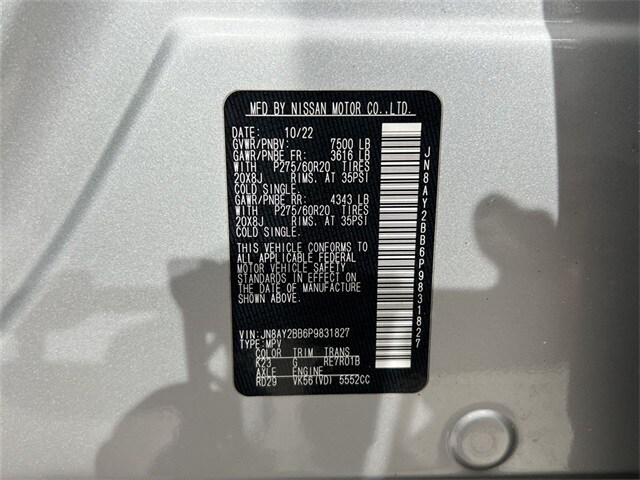 MFD BY NISSAN MOTOR CO.,LTD.
DATE: 10/22
GVWR/PNBV: 7500 LB
GAWR/PNBE FR: 3616 LB
WITH P275/60R20 TIRES
20X8J RIMS. AT 35PSI
COLD SINGLE.
GAWR/PNBE RR: 4343 LB
WITH P275/60R20 TIRES
20X8J RIMS. AT 35PSI
COLD SINGLE.
THIS VEHICLE CONFORMS TO
ALL APPLICABLE FEDERAL
MOTOR VEHICLE SAFETY
STANDARDS IN EFFECT ON
THE DATE OF MANUFACTURE
SHOWN ABOVE.
VIN: JN8AY2BB6P9831827
TYPE: MPV
COLOR TRIM TRANS
K23 G RE7R01B
AXLE ENGINE
RD29 VK56(VD) 5552CC
JN8AY2BB6P9831827